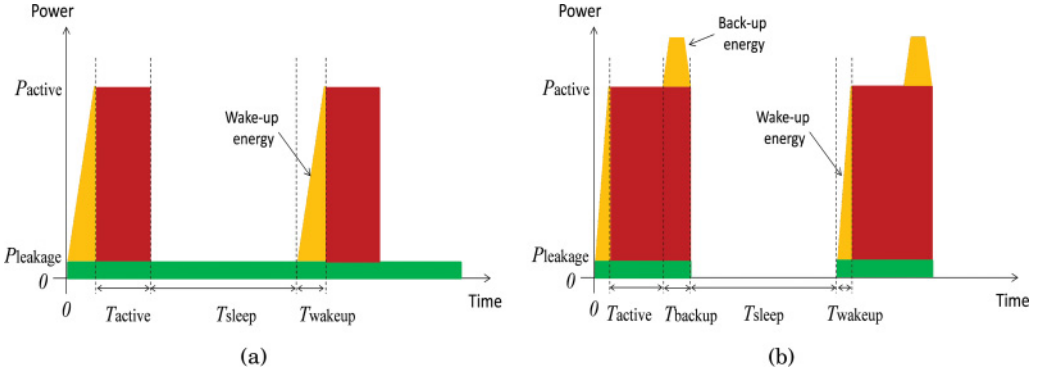 Power
Pactive
Wake-up
energy
Pleakage
0
0
Tactive
Tsleep
Twakeup
Time
(a)
Power
Back-up
energy
Pactive
Wake-up
energy
Pleakage
0
0
Tactive
Tbackup
Tsleep
Twakeup
Time
(b)